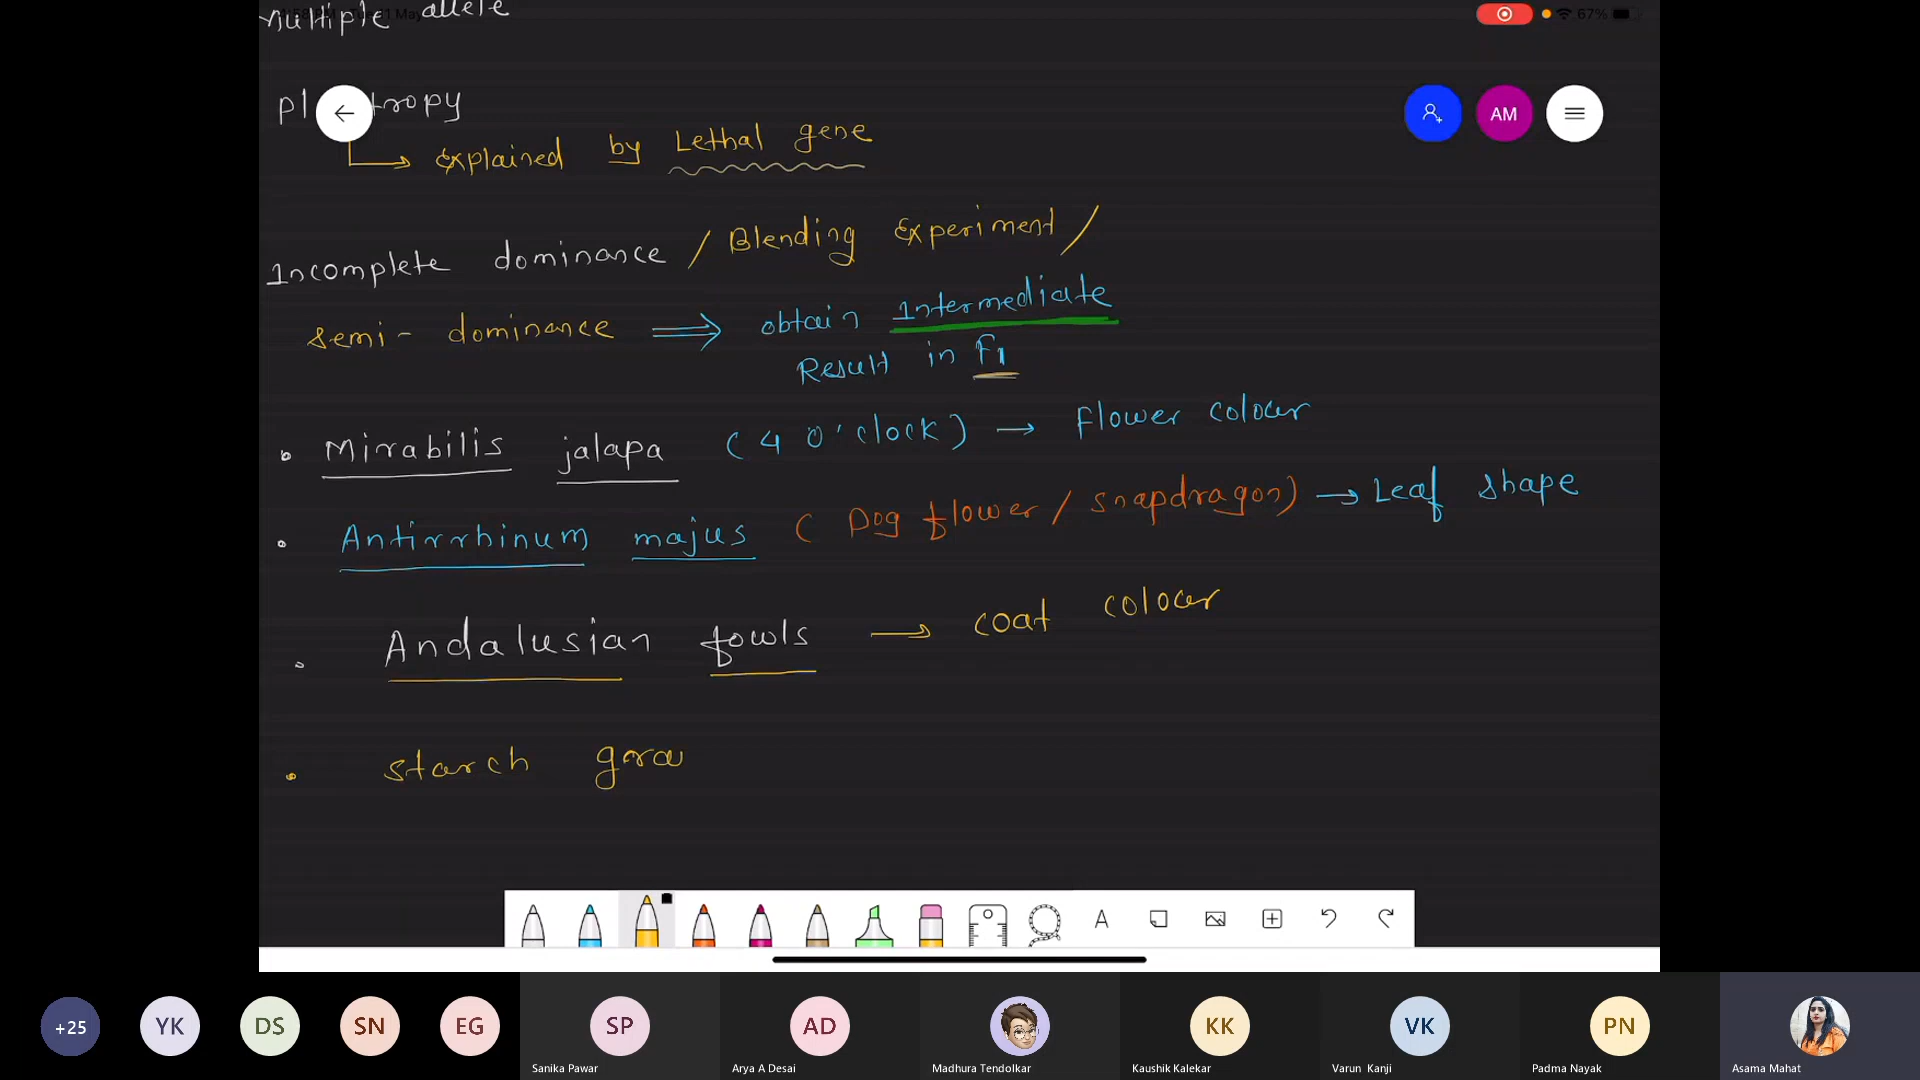 Multiple allele
67%
tropy
AM
explained by Lethal gene
Incomplete dominance / Blending experiment /
semi- dominance ⟹ obtain Intermediate
Result in F1
• Mirabilis jalapa (4 O'clock) → flower colour
• Antirrhinum majus (Dog flower / snapdragon) → Leaf shape
• Andalusian fowls → coat colour
• starch gra
A
+25 YK DS SN EG SP AD KK VK PN
Sanika Pawar Arya A Desai Madhura Tendolkar Kaushik Kalekar Varun Kanji Padma Nayak Asama Mahat